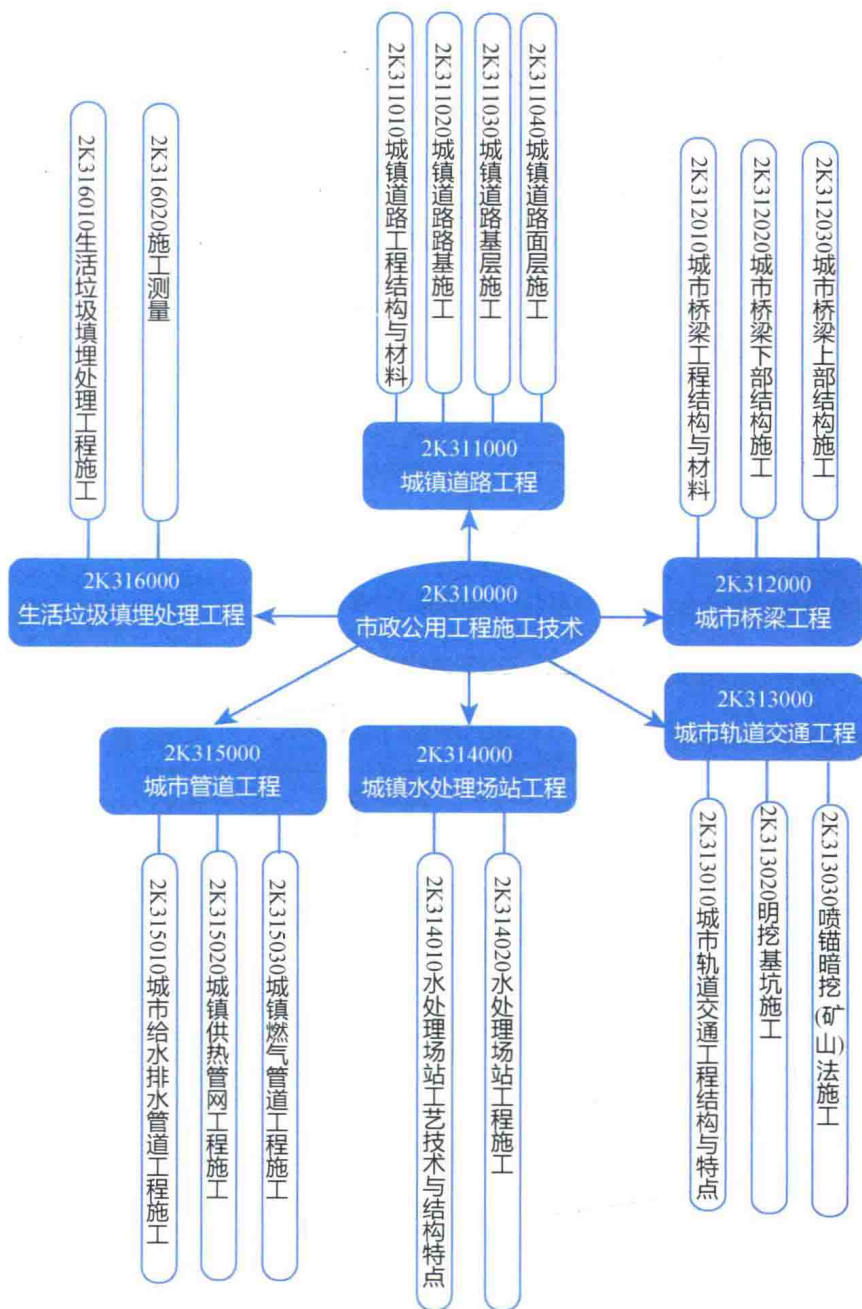 2K311010城镇道路工程结构与材料
2K311020城镇道路路基施工
2K311030城镇道路基层施工
2K311040城镇道路面层施工
2K311000
城镇道路工程
2K316010生活垃圾填埋处理工程施工
2K316020施工测量
2K316000
生活垃圾填埋处理工程
2K310000
市政公用工程施工技术
2K312010城市桥梁工程结构与材料
2K312020城市桥梁下部结构施工
2K312030城市桥梁上部结构施工
2K312000
城市桥梁工程
2K313000
城市轨道交通工程
2K313010城市轨道交通工程结构与特点
2K313020明挖基坑施工
2K313030喷锚暗挖(矿山)法施工
2K314000
城镇水处理场站工程
2K314010水处理场站工艺技术与结构特点
2K314020水处理场站工程施工
2K315000
城市管道工程
2K315010城市给水排水管道工程施工
2K315020城镇供热管网工程施工
2K315030城镇燃气管道工程施工